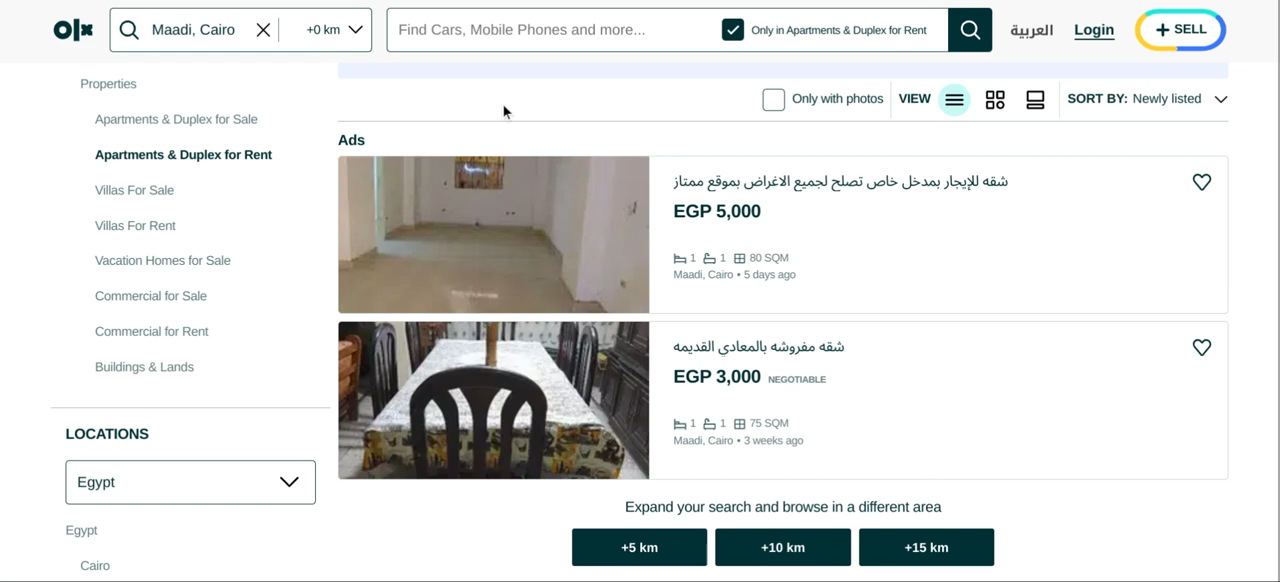 olx
Maadi, Cairo
+0 km
Find Cars, Mobile Phones and more...
Only in Apartments & Duplex for Rent
العربية
Login
+ SELL
Properties
Apartments & Duplex for Sale
Apartments & Duplex for Rent
Villas For Sale
Villas For Rent
Vacation Homes for Sale
Commercial for Sale
Commercial for Rent
Buildings & Lands
LOCATIONS
Egypt
Egypt
Cairo
Only with photos
VIEW
SORT BY: Newly listed
Ads
شقه للإيجار بمدخل خاص تصلح لجميع الاغراض بموقع ممتاز
EGP 5,000
1 1 80 SQM
Maadi, Cairo • 5 days ago
شقه مفروشه بالمعادي القديمه
EGP 3,000 NEGOTIABLE
1 1 75 SQM
Maadi, Cairo • 3 weeks ago
Expand your search and browse in a different area
+5 km
+10 km
+15 km